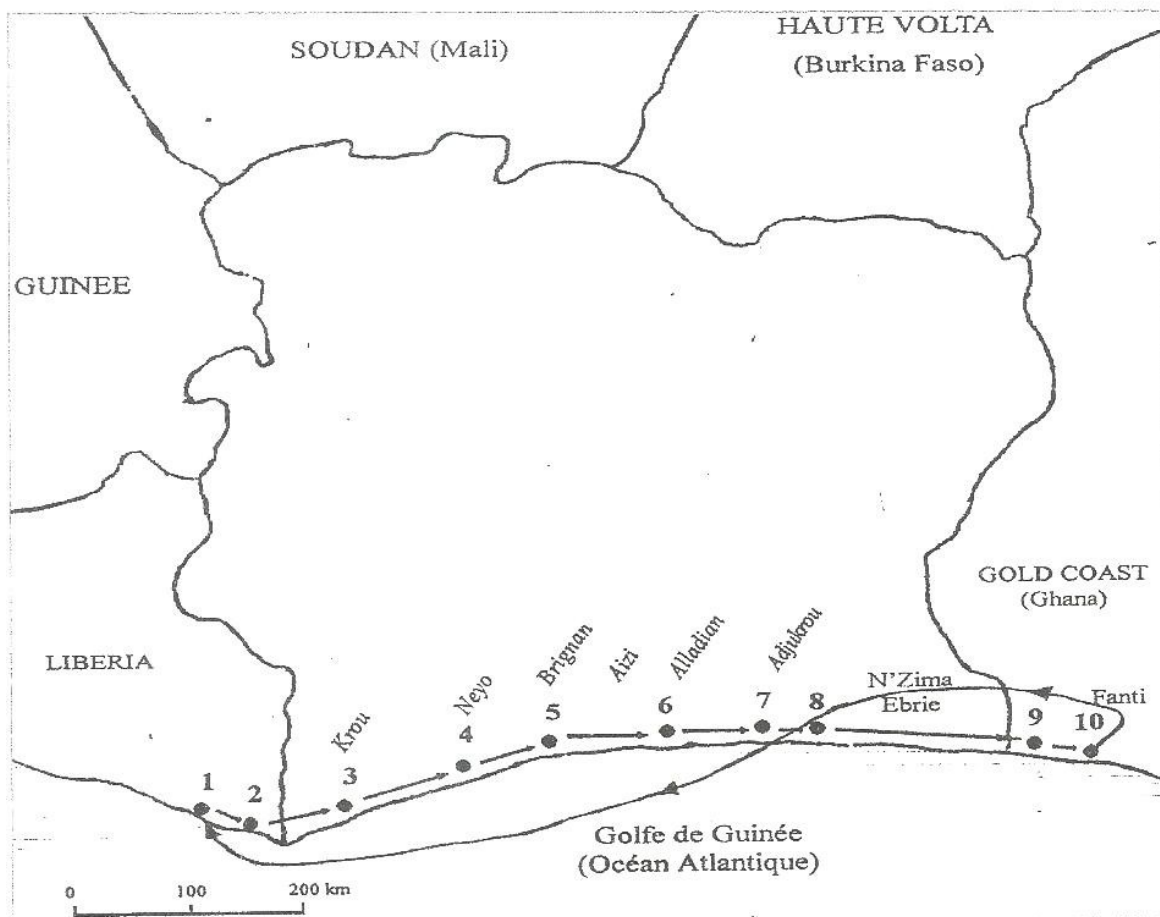 SOUDAN (Mali)
HAUTE VOLTA
(Burkina Faso)
GUINEE
GOLD COAST
(Ghana)
LIBERIA
Krou
Neyo
Brignan
Aizi
Alladian
Adjukrou
N'Zima
Ebrie
Fanti
1
2
3
4
5
6
7
8
9
10
Golfe de Guinée
(Océan Atlantique)
0 100 200 km